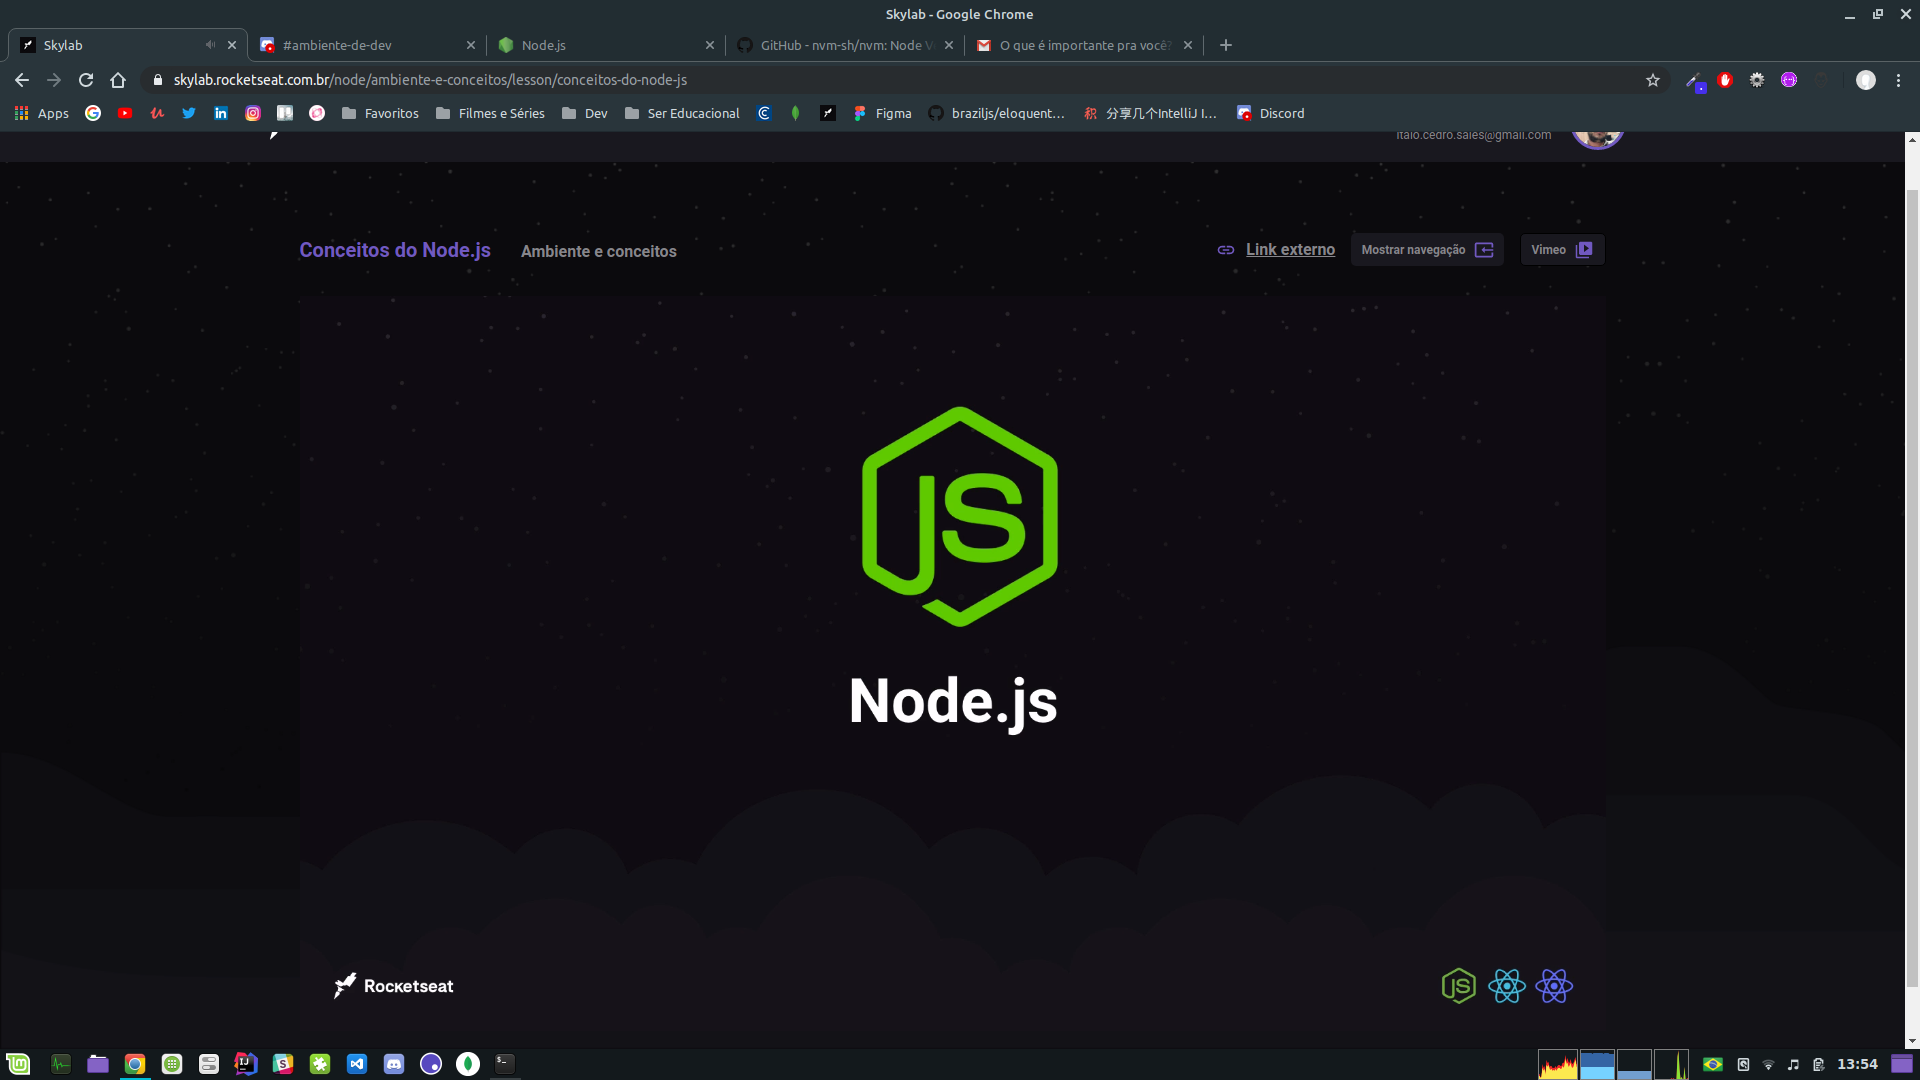 Skylab - Google Chrome
Skylab
#ambiente-de-dev
Node.js
GitHub - nvm-sh/nvm: Node V
O que é importante pra você?
skylab.rocketseat.com.br/node/ambiente-e-conceitos/lesson/conceitos-do-node-js
Apps
Favoritos
Filmes e Séries
Dev
Ser Educacional
Figma
braziljs/eloquent...
积 分享几个IntelliJ I...
Discord
italo.cedro.sales@gmail.com
Conceitos do Node.js
Ambiente e conceitos
Link externo
Mostrar navegação
Vimeo
JS
Node.js
Rocketseat
JS
13:54